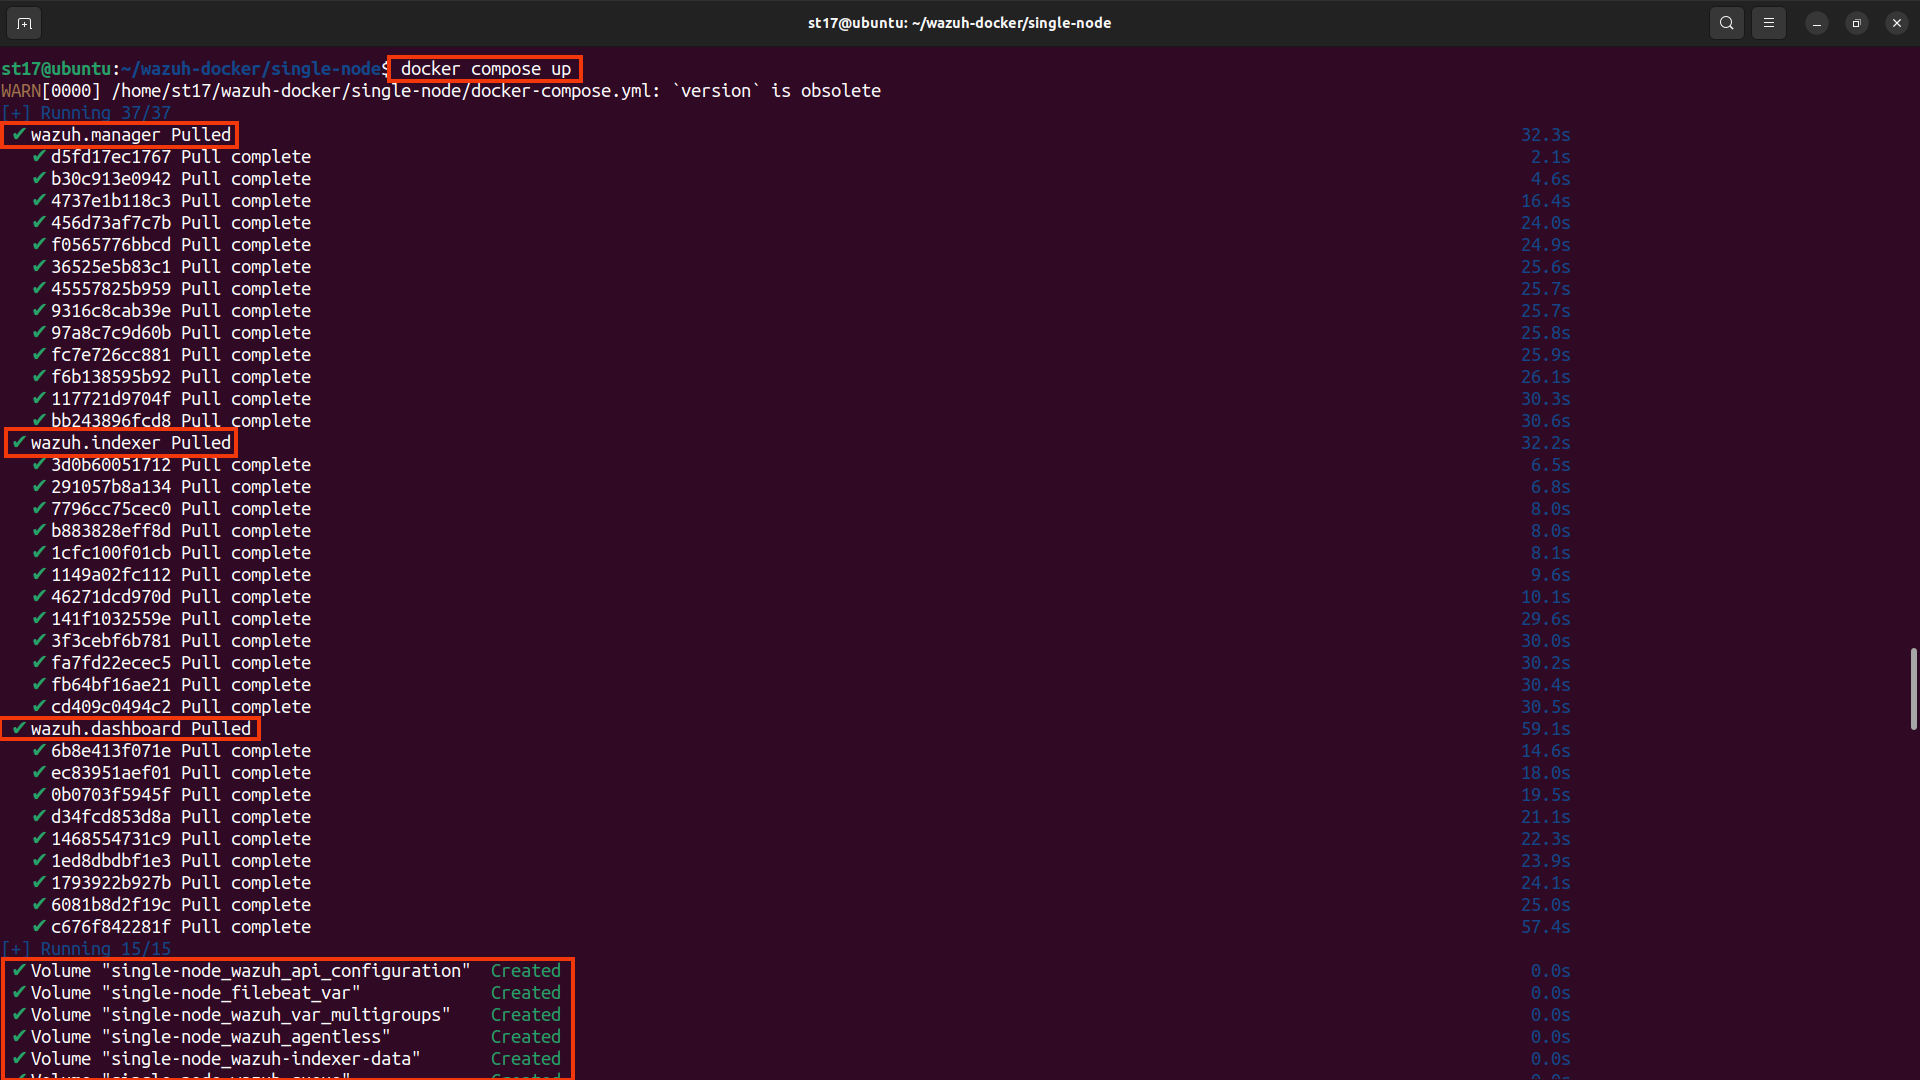 st17@ubuntu: ~/wazuh-docker/single-node
st17@ubuntu:~/wazuh-docker/single-node$ docker compose up
WARN[0000] /home/st17/wazuh-docker/single-node/docker-compose.yml: `version` is obsolete
[+] Running 37/37
✔ wazuh.manager Pulled 32.3s
✔ d5fd17ec1767 Pull complete 2.1s
✔ b30c913e0942 Pull complete 4.6s
✔ 4737e1b118c3 Pull complete 16.4s
✔ 456d73af7c7b Pull complete 24.0s
✔ f0565776bbcd Pull complete 24.9s
✔ 36525e5b83c1 Pull complete 25.6s
✔ 45557825b959 Pull complete 25.7s
✔ 9316c8cab39e Pull complete 25.7s
✔ 97a8c7c9d60b Pull complete 25.8s
✔ fc7e726cc881 Pull complete 25.9s
✔ f6b138595b92 Pull complete 26.1s
✔ 117721d9704f Pull complete 30.3s
✔ bb243896fcd8 Pull complete 30.6s
✔ wazuh.indexer Pulled 32.2s
✔ 3d0b60051712 Pull complete 6.5s
✔ 291057b8a134 Pull complete 6.8s
✔ 7796cc75cec0 Pull complete 8.0s
✔ b883828eff8d Pull complete 8.0s
✔ 1cfc100f01cb Pull complete 8.1s
✔ 1149a02fc112 Pull complete 9.6s
✔ 46271dcd970d Pull complete 10.1s
✔ 141f1032559e Pull complete 29.6s
✔ 3f3cebf6b781 Pull complete 30.0s
✔ fa7fd22ecec5 Pull complete 30.2s
✔ fb64bf16ae21 Pull complete 30.4s
✔ cd409c0494c2 Pull complete 30.5s
✔ wazuh.dashboard Pulled 59.1s
✔ 6b8e413f071e Pull complete 14.6s
✔ ec83951aef01 Pull complete 18.0s
✔ 0b0703f5945f Pull complete 19.5s
✔ d34fcd853d8a Pull complete 21.1s
✔ 1468554731c9 Pull complete 22.3s
✔ 1ed8dbdbf1e3 Pull complete 23.9s
✔ 1793922b927b Pull complete 24.1s
✔ 6081b8d2f19c Pull complete 25.0s
✔ c676f842281f Pull complete 57.4s
[+] Running 15/15
✔ Volume "single-node_wazuh_api_configuration" Created 0.0s
✔ Volume "single-node_filebeat_var" Created 0.0s
✔ Volume "single-node_wazuh_var_multigroups" Created 0.0s
✔ Volume "single-node_wazuh_agentless" Created 0.0s
✔ Volume "single-node_wazuh-indexer-data" Created 0.0s